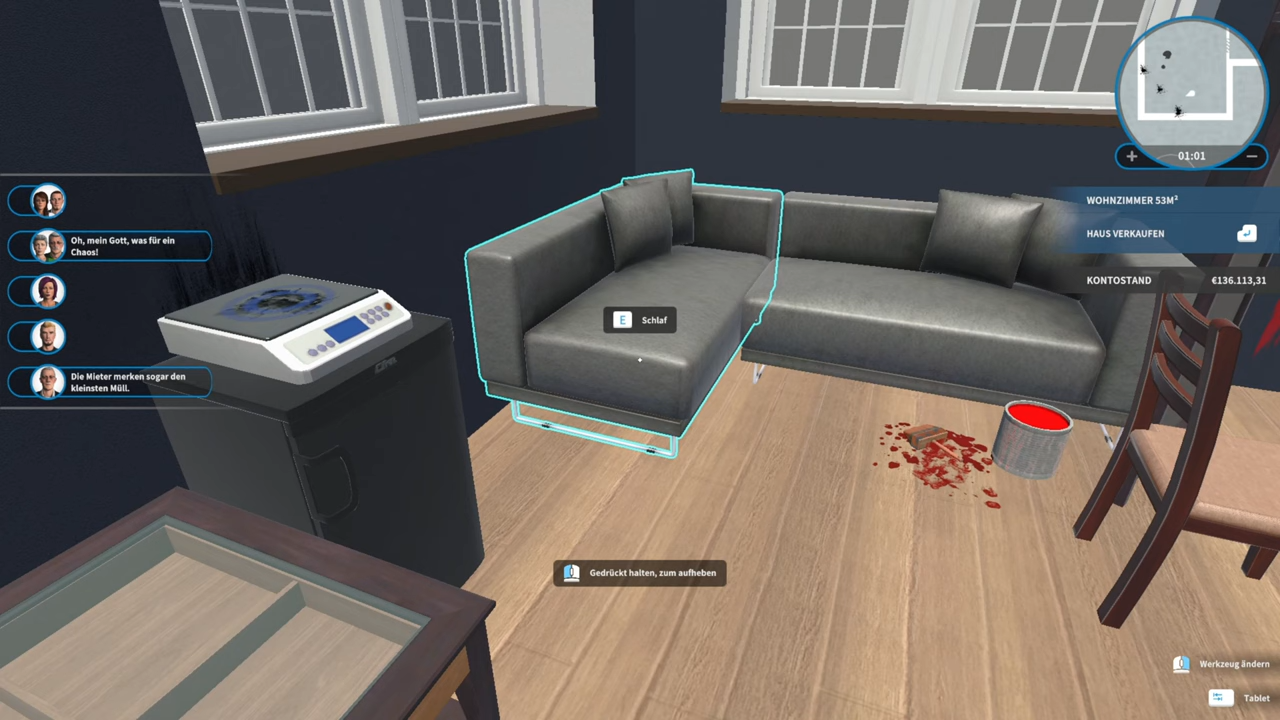 01:01
WOHNZIMMER 53M²
HAUS VERKAUFEN
KONTOSTAND €136.113,31
Oh, mein Gott, was für ein
Chaos!
Die Mieter merken sogar den
kleinsten Müll.
E Schlaf
Gedrückt halten, zum aufheben
Werkzeug ändern
Tablet